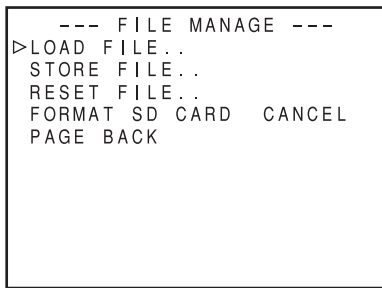 --- FILE MANAGE ---
▷LOAD FILE..
STORE FILE..
RESET FILE..
FORMAT SD CARD CANCEL
PAGE BACK